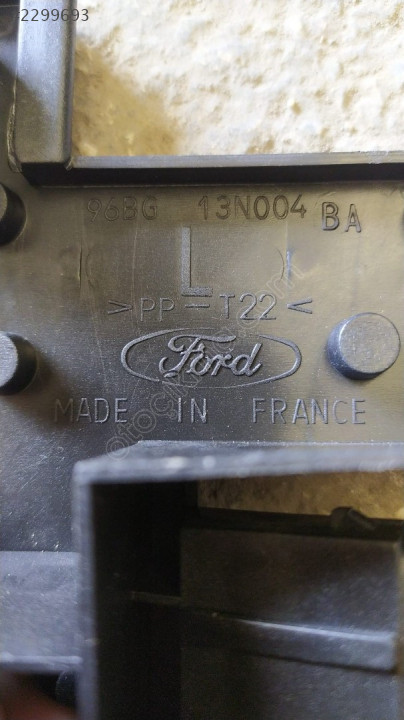 2299693
96BG 13N004 BA
L
>PP-T22<
Ford
MADE IN FRANCE